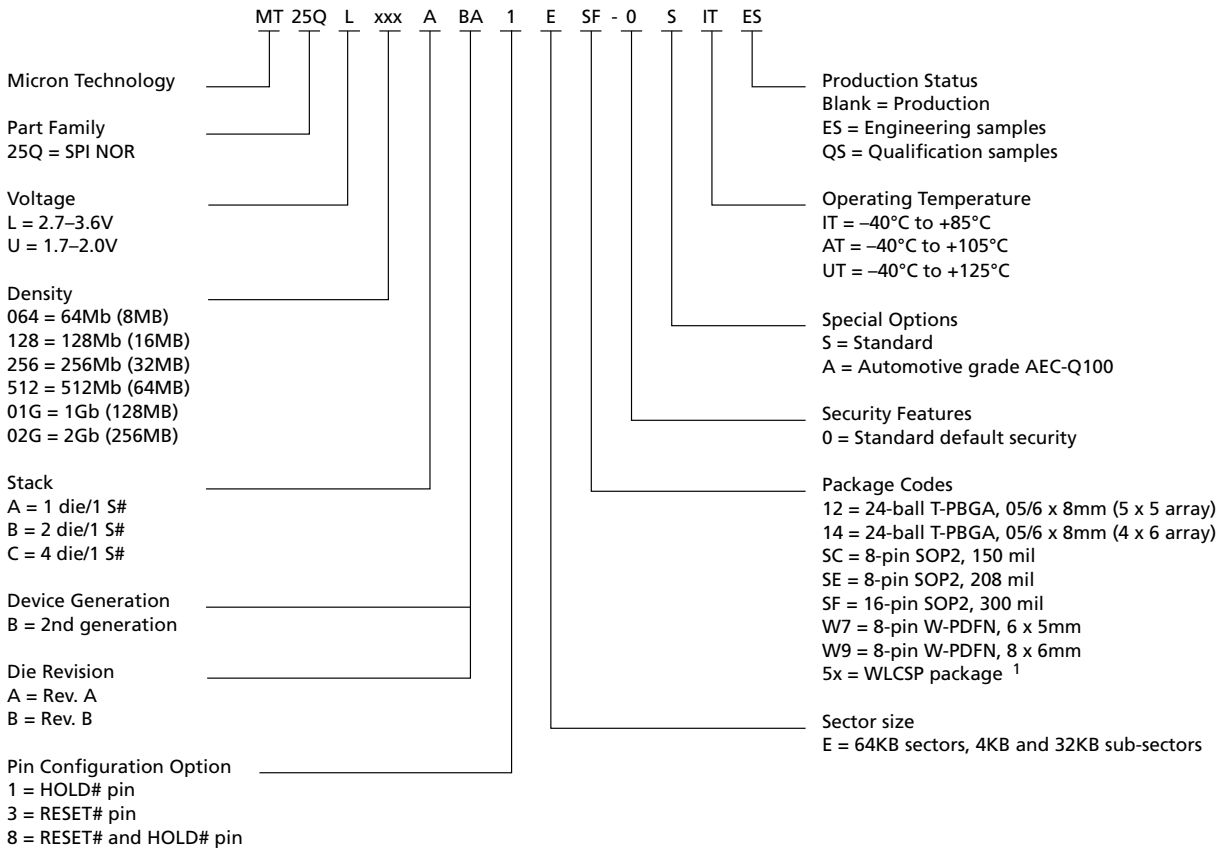 MT 25Q L xxx A BA 1 E SF - 0 S IT ES
Micron Technology
Part Family
25Q = SPI NOR
Voltage
L = 2.7–3.6V
U = 1.7–2.0V
Density
064 = 64Mb (8MB)
128 = 128Mb (16MB)
256 = 256Mb (32MB)
512 = 512Mb (64MB)
01G = 1Gb (128MB)
02G = 2Gb (256MB)
Stack
A = 1 die/1 S#
B = 2 die/1 S#
C = 4 die/1 S#
Device Generation
B = 2nd generation
Die Revision
A = Rev. A
B = Rev. B
Pin Configuration Option
1 = HOLD# pin
3 = RESET# pin
8 = RESET# and HOLD# pin
Production Status
Blank = Production
ES = Engineering samples
QS = Qualification samples
Operating Temperature
IT = –40°C to +85°C
AT = –40°C to +105°C
UT = –40°C to +125°C
Special Options
S = Standard
A = Automotive grade AEC-Q100
Security Features
0 = Standard default security
Package Codes
12 = 24-ball T-PBGA, 05/6 x 8mm (5 x 5 array)
14 = 24-ball T-PBGA, 05/6 x 8mm (4 x 6 array)
SC = 8-pin SOP2, 150 mil
SE = 8-pin SOP2, 208 mil
SF = 16-pin SOP2, 300 mil
W7 = 8-pin W-PDFN, 6 x 5mm
W9 = 8-pin W-PDFN, 8 x 6mm
5x = WLCSP package 1
Sector size
E = 64KB sectors, 4KB and 32KB sub-sectors